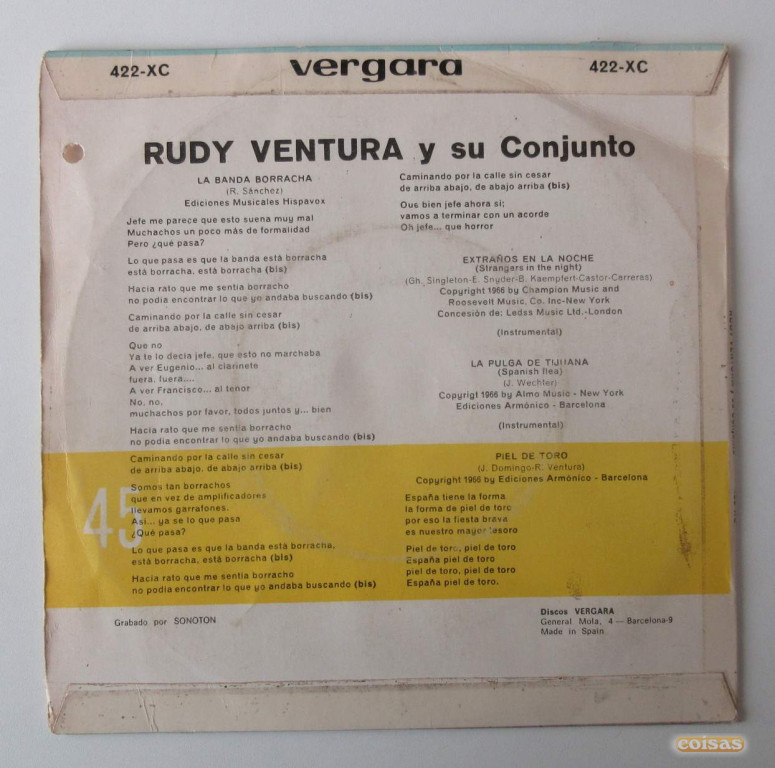 422-XC
vergara
422-XC
RUDY VENTURA y su Conjunto
LA BANDA BORRACHA
(R. Sánchez)
Ediciones Musicales Hispavox
Jefe me parece que esto suena muy mal
Muchachos un poco más de formalidad
Pero ¿qué pasa?
Lo que pasa es que la banda está borracha
está borracha, está borracha (bis)
Hacia rato que me sentía borracho
no podia encontrar lo que yo andaba buscando (bis)
Caminando por la calle sin cesar
de arriba abajo, de abajo arriba (bis)
Que no
Ya te lo decia jefe, que esto no marchaba
A ver Eugenio... al clarinete
fuera, fuera....
A ver Francisco... al tenor
No, no,
muchachos por favor, todos juntos y... bien
Hacía rato que me sentía borracho
no podia encontrar lo que yo andaba buscando (bis)
Caminando por la calle sin cesar
de arriba abajo, de abajo arriba (bis)
Somos tan borrachos
que en vez de amplificadores
llevamos garrafones.
Asi... ya se lo que pasa
¿Qué pasa?
Lo que pasa es que la banda está borracha,
está borracha, está borracha (bis)
Hacía rato que me sentía borracho
no podia encontrar lo que yo andaba buscando (bis)
Caminando por la calle sin cesar
de arriba abajo, de abajo arriba (bis)
Que bien jefe ahora si;
vamos a terminar con un acorde
Oh jefe... que horror
EXTRAÑOS EN LA NOCHE
(Strangers in the night)
(Gh. Singleton-E. Snyder-B. Kaempfert-Castor-Carreras)
Copyright 1966 by Champion Music and
Roosevelt Music, Co. Inc-New York
Concesión de: Ledss Music Ltd.-London
(Instrumental)
LA PULGA DE TIJUANA
(Spanish flea)
(J. Wechter)
Copyrigt 1966 by Almo Music - New York
Ediciones Armónico - Barcelona
(Instrumental)
PIEL DE TORO
(J. Domingo-R. Ventura)
Copyright 1966 by Ediciones Armónico - Barcelona
España tiene la forma
la forma de piel de toro
por eso la fiesta brava
es nuestro mayor tesoro
Piel de toro, piel de toro
España piel de toro
piel de toro, piel de toro
España piel de toro.
45
Grabado por SONOTON
Discos VERGARA
General Mola, 4 — Barcelona-9
Made in Spain
coisas